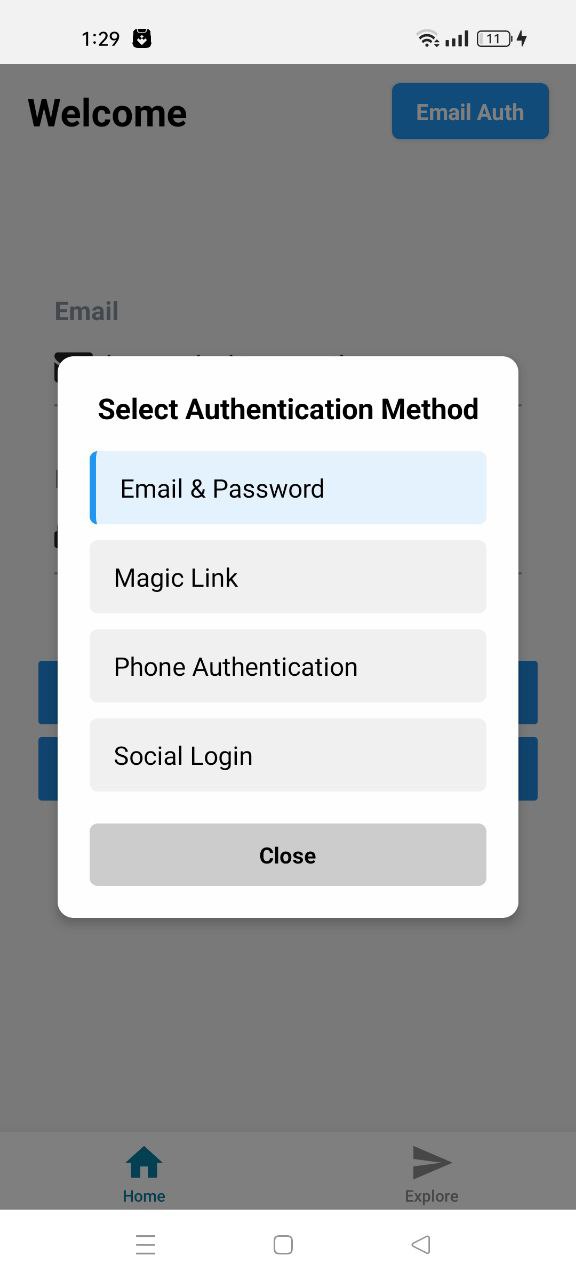 1:29
11
Welcome
Email Auth
Email
Select Authentication Method
Email & Password
Magic Link
Phone Authentication
Social Login
Close
Home
Explore